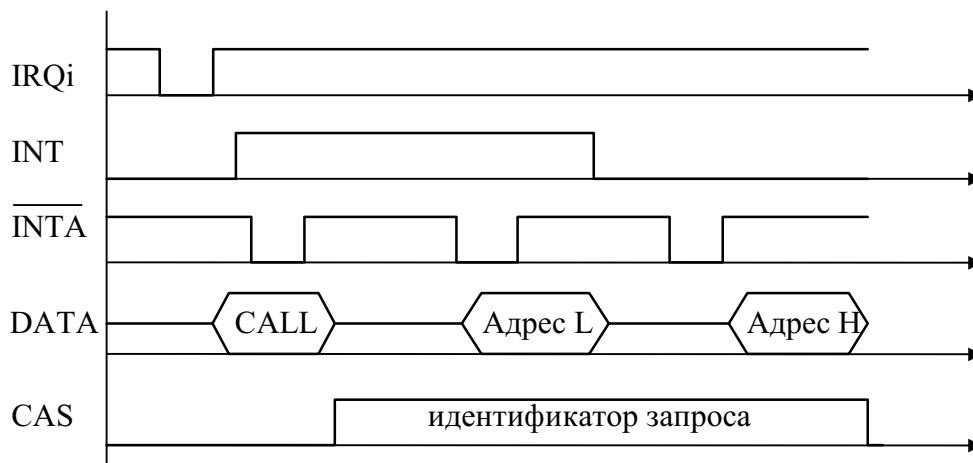 IRQi
INT
INTA
DATA
CALL
Адрес L
Адрес H
CAS
идентификатор запроса